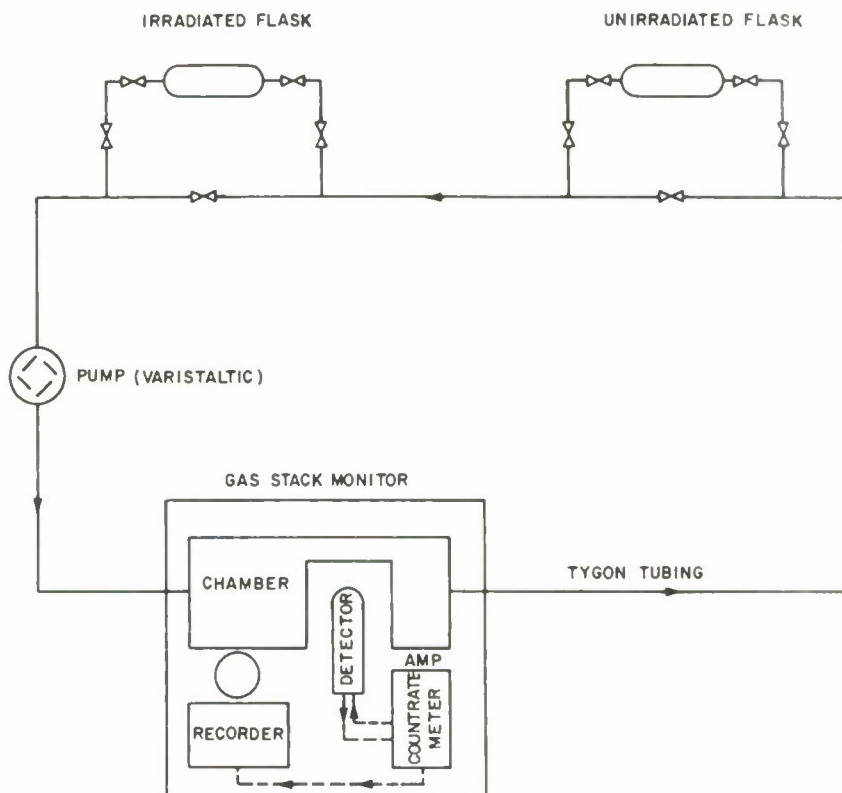 IRRADIATED FLASK
UNIRRADIATED FLASK
PUMP (VARISTALTIC)
GAS STACK MONITOR
CHAMBER
TYGON TUBING
DETECTOR
AMP
COUNTRATE
METER
RECORDER